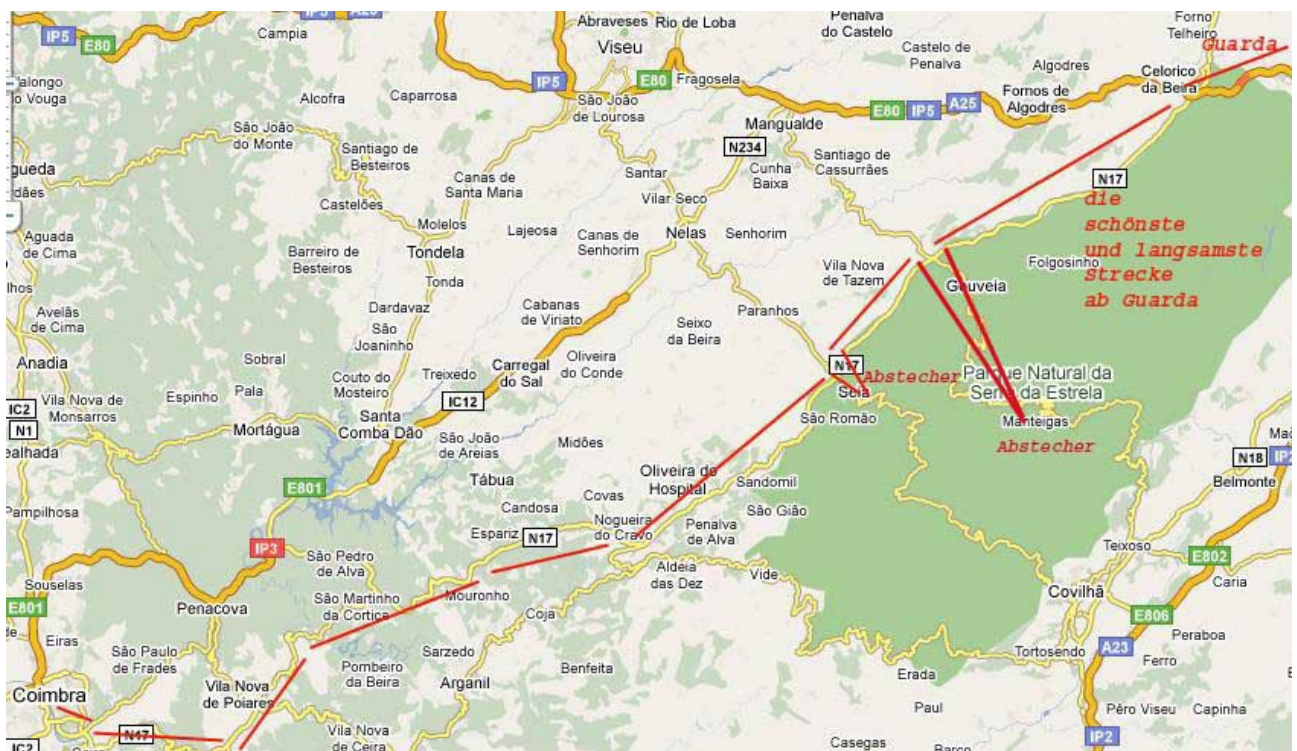 IP5
E80
Campia
Abraveses
Rio de Loba
Viseu
Penalva
do Castelo
Castelo de
Penalva
Forno
Telheiro
Guarda
Algodres
Celorico
da Beira
Fornos de
Algodres
IP5
E80
Fragosela
E80
IP5
A25
Alcofra
Caparrosa
São João
de Lourosa
Mangualde
N234
São João
do Monte
Santiago de
Besteiros
Canas de
Santa Maria
Santar
Cunha
Baixa
Santiago de
Cassurrães
N17
die
schönste
und langsamste
strecke
ab Guarda
Castelões
Molelos
Vilar Seco
Nelas
Senhorim
Aguada
de Cima
Barreiro de
Besteiros
Tondela
Lajeosa
Canas de
Senhorim
Vila Nova
de Tazem
Folgosinho
Gouveia
Tonda
Avelãs
de Cima
Dardavaz
Cabanas
de Viriato
Paranhos
São
Joaninho
Seixo
da Beira
Anadia
Sobral
Couto do
Mosteiro
Treixedo
Carregal
do Sal
Oliveira
do Conde
N17
Abstecher
Seia
Parque Natural da
Serra da Estrela
Espinho
Pala
IC2
N1
Vila Nova de
Monsarros
IC12
Santa
Comba Dão
Mortágua
São Romão
Manteigas
Abstecher
São João
de Areias
Midões
N18
Belmonte
Oliveira do
Hospital
Sandomil
E801
Tábua
Covas
São Gião
Pampilhosa
Candosa
Nogueira
do Cravo
Penalva
de Alva
IP3
Espariz
N17
São Pedro
de Alva
Aldeia
das Dez
Vide
Teixoso
E802
Souselas
Caria
E801
Penacova
São Martinho
da Cortiça
Mouronho
Coja
Covilhã
E806
Eiras
São Paulo
de Frades
Pombeiro
da Beira
Sarzedo
Benfeita
Peraboa
A23
Ferro
Tortosendo
Coimbra
Vila Nova
de Poiares
Arganil
Erada
Paul
Pêro Viseu
Capinha
N17
Vila Nova
de Ceira
Casegas
Barco
IP2
IC2